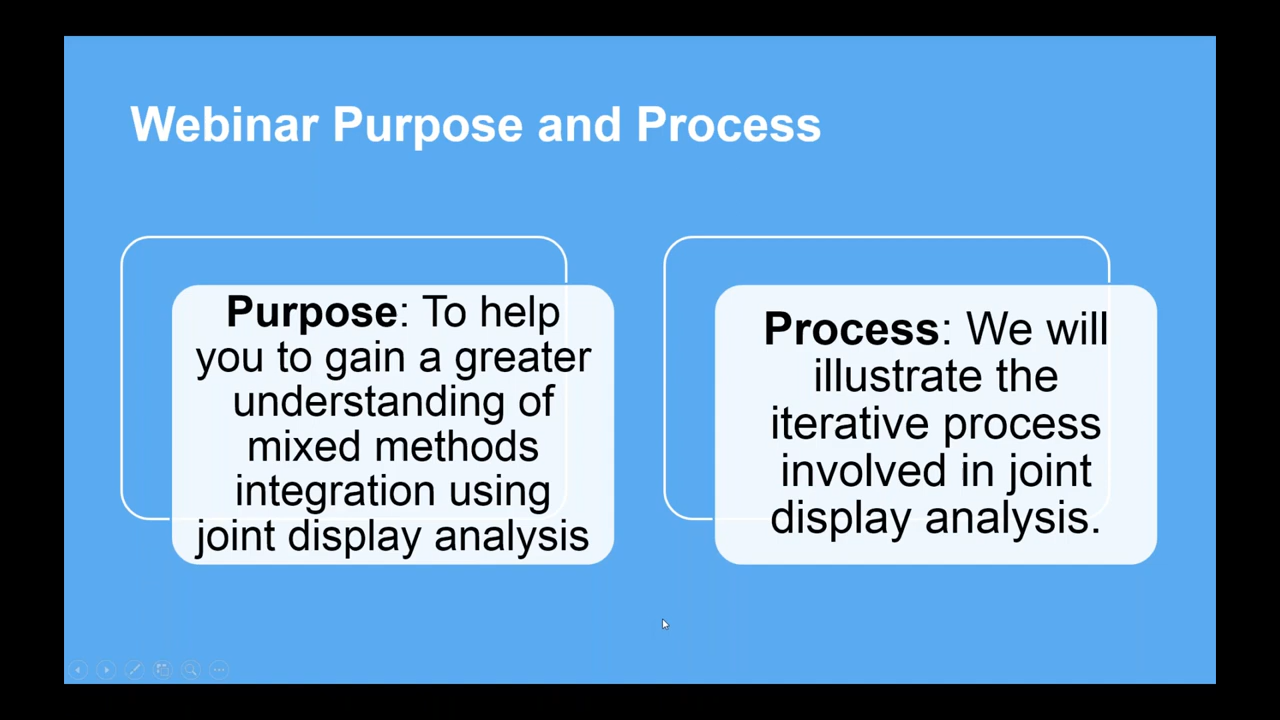 Webinar Purpose and Process
Purpose: To help
you to gain a greater
understanding of
mixed methods
integration using
joint display analysis
Process: We will
illustrate the
iterative process
involved in joint
display analysis.